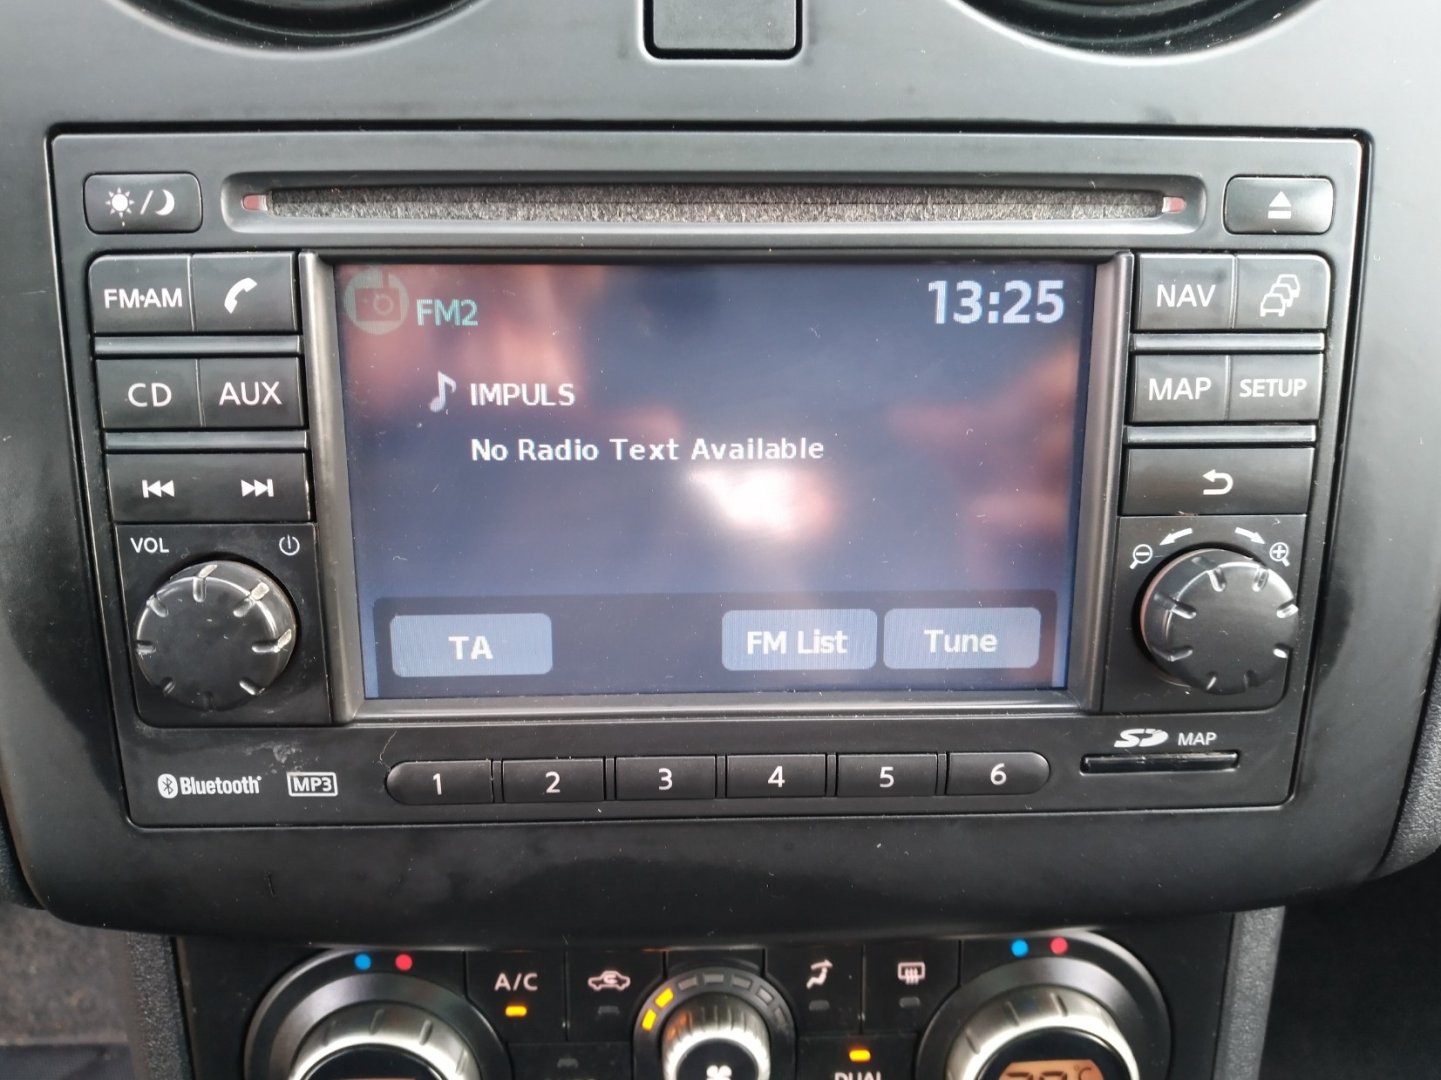 FM·AM
CD
AUX
VOL
FM2
13:25
IMPULS
No Radio Text Available
TA
FM List
Tune
NAV
MAP
SETUP
Bluetooth®
MP3
1
2
3
4
5
6
SD MAP
A/C
DUAL